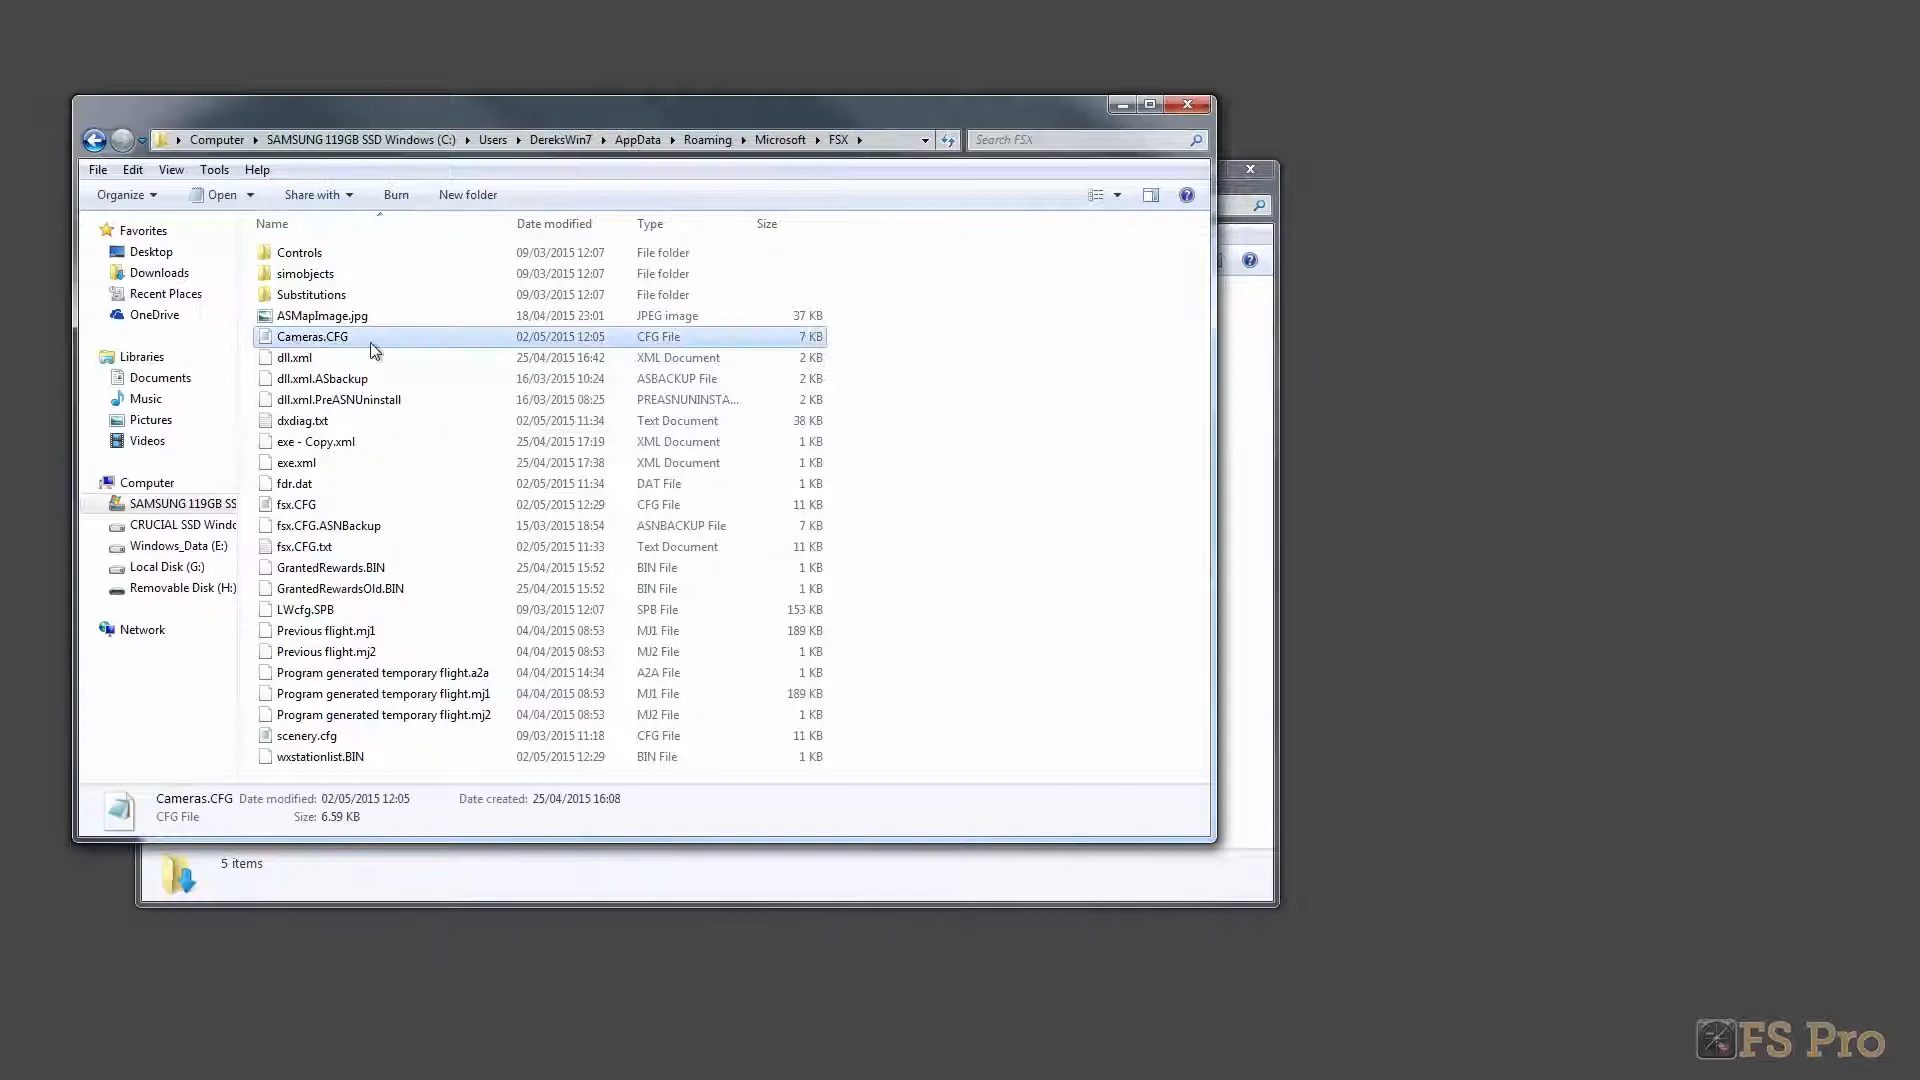 Computer SAMSUNG 119GB SSD Windows (C:) Users DereksWin7 AppData Roaming Microsoft FSX Search FSX
File Edit View Tools Help
Organize Open Share with Burn New folder
Name Date modified Type Size
Favorites
Desktop
Downloads
Recent Places
OneDrive
Libraries
Documents
Music
Pictures
Videos
Computer
SAMSUNG 119GB SS
CRUCIAL SSD Windo
Windows_Data (E:)
Local Disk (G:)
Removable Disk (H:)
Network
Controls 09/03/2015 12:07 File folder
simobjects 09/03/2015 12:07 File folder
Substitutions 09/03/2015 12:07 File folder
ASMapImage.jpg 18/04/2015 23:01 JPEG image 37 KB
Cameras.CFG 02/05/2015 12:05 CFG File 7 KB
dll.xml 25/04/2015 16:42 XML Document 2 KB
dll.xml.ASbackup 16/03/2015 10:24 ASBACKUP File 2 KB
dll.xml.PreASNUninstall 16/03/2015 08:25 PREASNUNINSTA... 2 KB
dxdiag.txt 02/05/2015 11:34 Text Document 38 KB
exe - Copy.xml 25/04/2015 17:19 XML Document 1 KB
exe.xml 25/04/2015 17:38 XML Document 1 KB
fdr.dat 02/05/2015 11:34 DAT File 1 KB
fsx.CFG 02/05/2015 12:29 CFG File 11 KB
fsx.CFG.ASNBackup 15/03/2015 18:54 ASNBACKUP File 7 KB
fsx.CFG.txt 02/05/2015 11:33 Text Document 11 KB
GrantedRewards.BIN 25/04/2015 15:52 BIN File 1 KB
GrantedRewardsOld.BIN 25/04/2015 15:52 BIN File 1 KB
LWcfg.SPB 09/03/2015 12:07 SPB File 153 KB
Previous flight.mj1 04/04/2015 08:53 MJ1 File 189 KB
Previous flight.mj2 04/04/2015 08:53 MJ2 File 1 KB
Program generated temporary flight.a2a 04/04/2015 14:34 A2A File 1 KB
Program generated temporary flight.mj1 04/04/2015 08:53 MJ1 File 189 KB
Program generated temporary flight.mj2 04/04/2015 08:53 MJ2 File 1 KB
scenery.cfg 09/03/2015 11:18 CFG File 11 KB
wxstationlist.BIN 02/05/2015 12:29 BIN File 1 KB
Cameras.CFG Date modified: 02/05/2015 12:05 Date created: 25/04/2015 16:08
CFG File Size: 6.59 KB
5 items
FS Pro